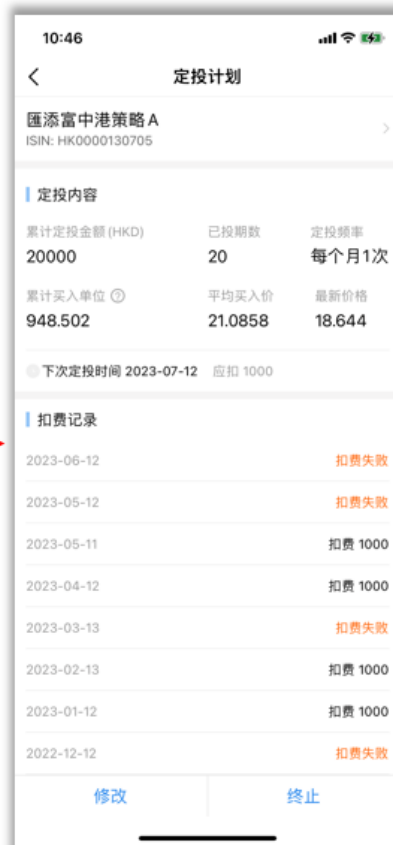 10:46
定投计划
匯添富中港策略A
ISIN: HK0000130705
定投内容
累计定投金额(HKD) 已投期数 定投频率
20000 20 每个月1次
累计买入单位 ? 平均买入价 最新价格
948.502 21.0858 18.644
下次定投时间 2023-07-12 应扣 1000
扣费记录
2023-06-12 扣费失败
2023-05-12 扣费失败
2023-05-11 扣费 1000
2023-04-12 扣费 1000
2023-03-13 扣费失败
2023-02-13 扣费 1000
2023-01-12 扣费 1000
2022-12-12 扣费失败
修改 终止